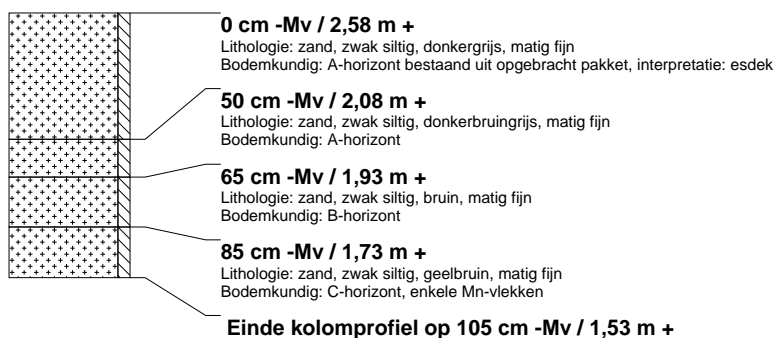 0 cm -Mv / 2,58 m +
Lithologie: zand, zwak siltig, donkergrijs, matig fijn
Bodemkundig: A-horizont bestaand uit opgebracht pakket, interpretatie: esdek
50 cm -Mv / 2,08 m +
Lithologie: zand, zwak siltig, donkerbruingrijs, matig fijn
Bodemkundig: A-horizont
65 cm -Mv / 1,93 m +
Lithologie: zand, zwak siltig, bruin, matig fijn
Bodemkundig: B-horizont
85 cm -Mv / 1,73 m +
Lithologie: zand, zwak siltig, geelbruin, matig fijn
Bodemkundig: C-horizont, enkele Mn-vlekken
Einde kolomprofiel op 105 cm -Mv / 1,53 m +